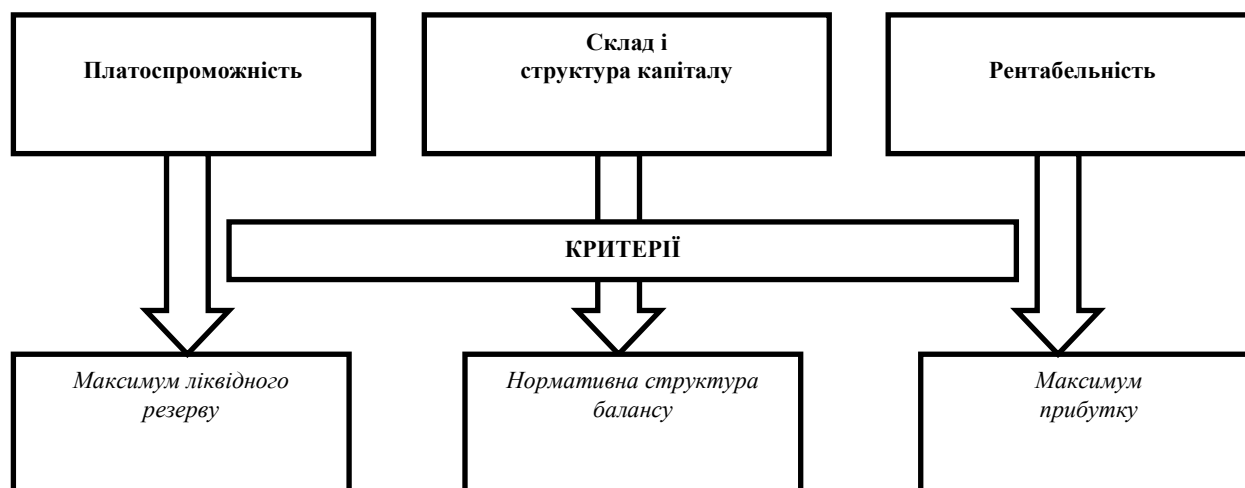 Платоспроможність
Склад і
структура капіталу
Рентабельність
КРИТЕРІЇ
Максимум ліквідного
резерву
Нормативна структура
балансу
Максимум
прибутку